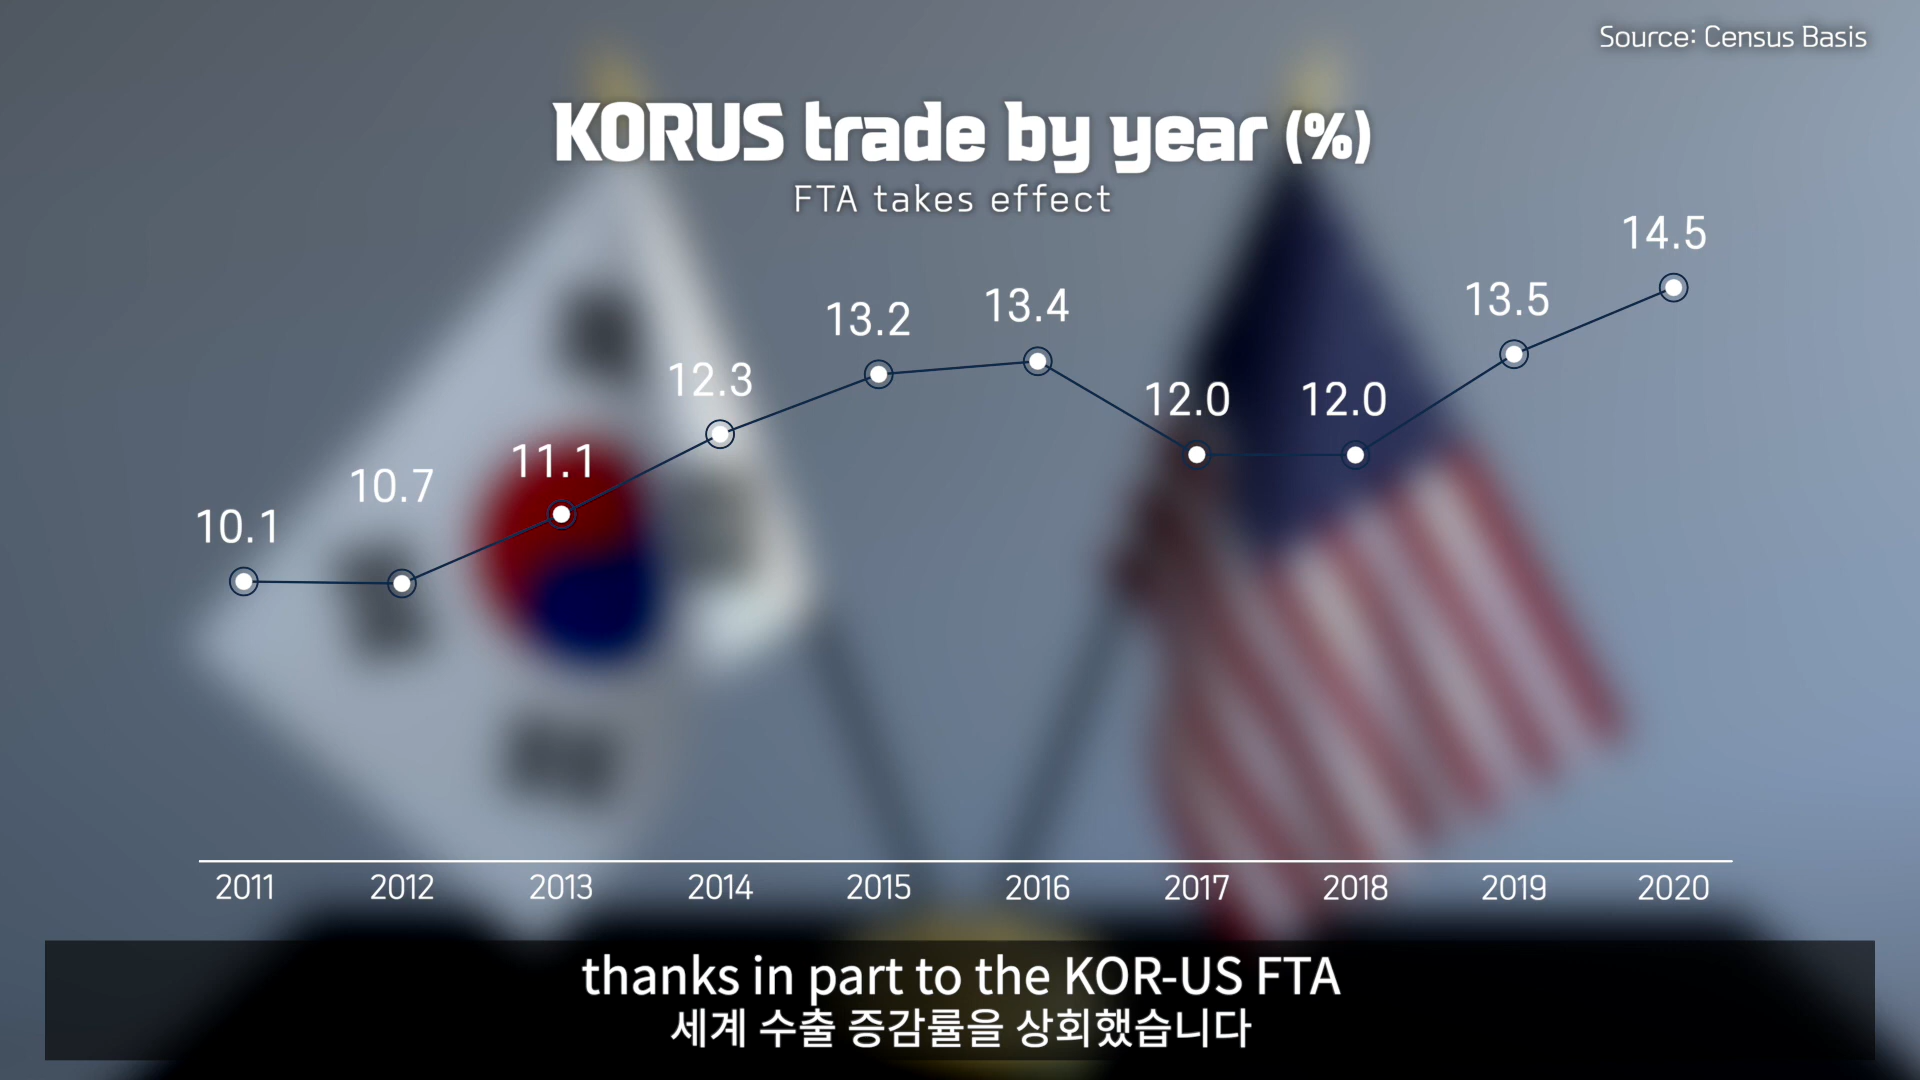 Source: Census Basis
KORUS trade by year (%)
FTA takes effect
10.1
10.7
11.1
12.3
13.2
13.4
12.0
12.0
13.5
14.5
2011 2012 2013 2014 2015 2016 2017 2018 2019 2020
thanks in part to the KOR-US FTA
세계 수출 증감률을 상회했습니다